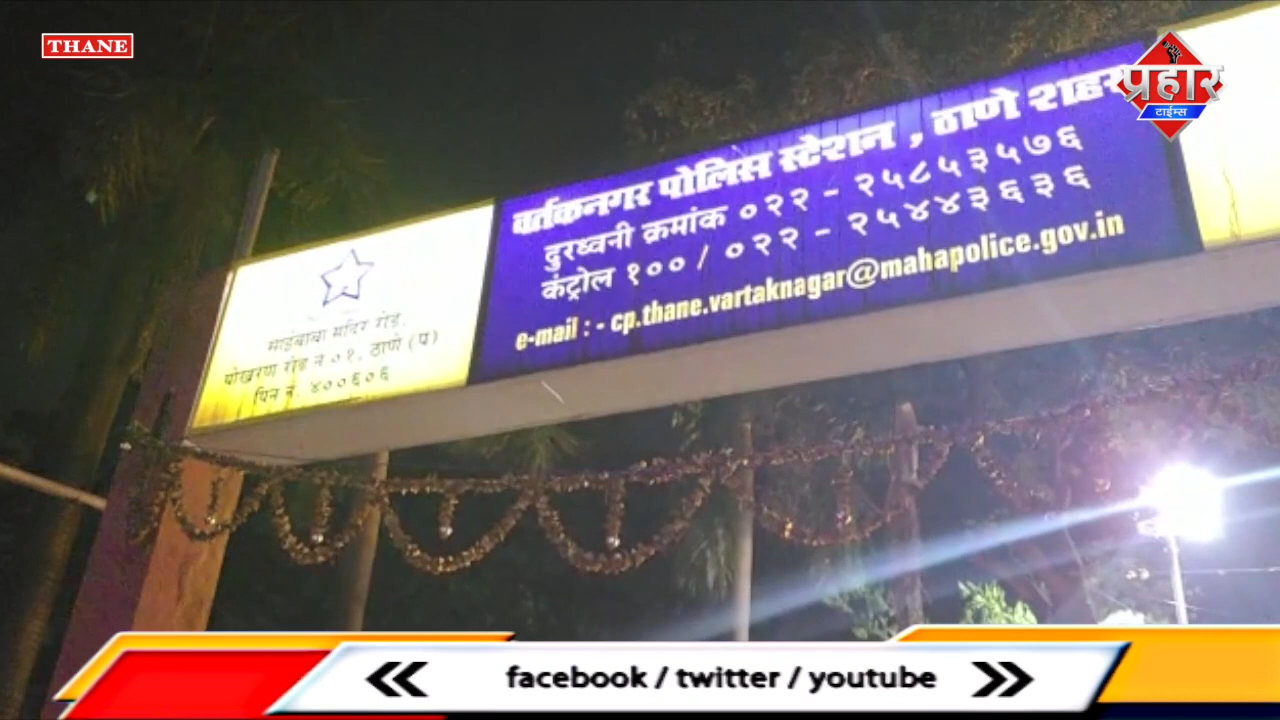 THANE
प्रहार
टाईम्स
वर्तकनगर पोलिस स्टेशन , ठाणे शहर
दुरध्वनी क्रमांक ०२२ - २५८५३५७६
कंट्रोल १०० / ०२२ - २५४४३६३६
e-mail : - cp.thane.vartaknagar@mahapolice.gov.in
साईबाबा मंदिर रोड,
पोखरण रोड नं ०१, ठाणे (प)
पिन नं. ४००६०६
facebook / twitter / youtube